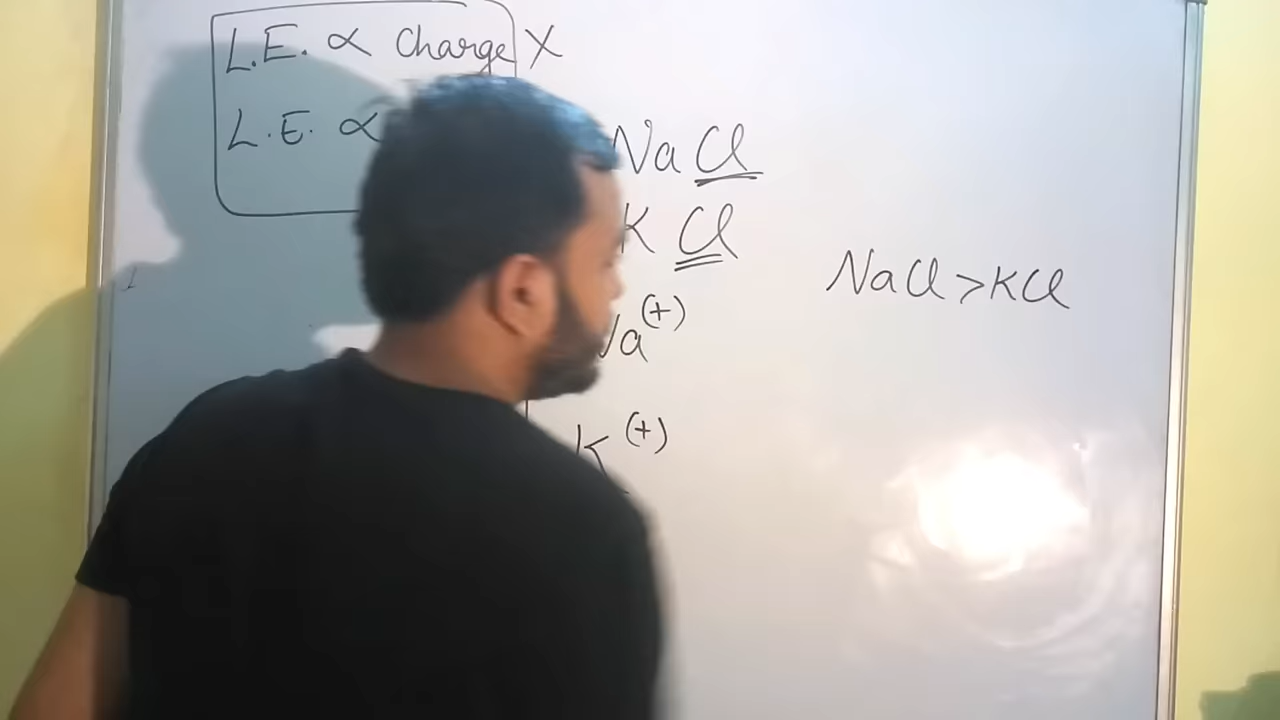 L.E. ∝ Charge X
L.E. ∝
NaCl
KCl
NaCl > KCl
Na(+)
K(+)